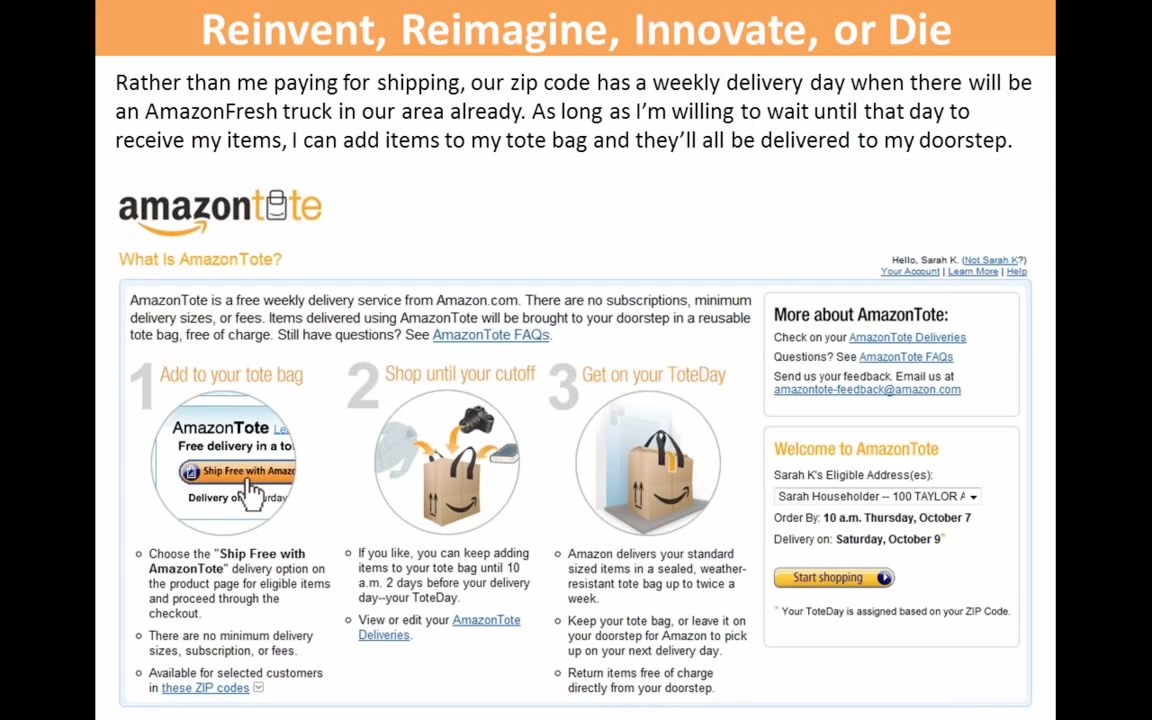 Reinvent, Reimagine, Innovate, or Die
Rather than me paying for shipping, our zip code has a weekly delivery day when there will be
an AmazonFresh truck in our area already. As long as I'm willing to wait until that day to
receive my items, I can add items to my tote bag and they'll all be delivered to my doorstep.
amazontote
What Is AmazonTote?
Hello, Sarah K. (Not Sarah K?)
Your Account | Learn More | Help
AmazonTote is a free weekly delivery service from Amazon.com. There are no subscriptions, minimum
delivery sizes, or fees. Items delivered using AmazonTote will be brought to your doorstep in a reusable
tote bag, free of charge. Still have questions? See AmazonTote FAQs.
1 Add to your tote bag
AmazonTote
Free delivery in a to
Ship Free with Amaz
Delivery o
Choose the "Ship Free with
AmazonTote" delivery option on
the product page for eligible items
and proceed through the
checkout.
There are no minimum delivery
sizes, subscription, or fees.
Available for selected customers
in these ZIP codes
2 Shop until your cutoff
If you like, you can keep adding
items to your tote bag until 10
a.m. 2 days before your delivery
day--your ToteDay.
View or edit your AmazonTote
Deliveries.
3 Get on your ToteDay
Amazon delivers your standard
sized items in a sealed, weather-
resistant tote bag up to twice a
week.
Keep your tote bag, or leave it on
your doorstep for Amazon to pick
up on your next delivery day.
Return items free of charge
directly from your doorstep.
More about AmazonTote:
Check on your AmazonTote Deliveries
Questions? See AmazonTote FAQs
Send us your feedback. Email us at
amazontote-feedback@amazon.com
Welcome to AmazonTote
Sarah K's Eligible Address(es):
Sarah Householder -- 100 TAYLOR A
Order By: 10 a.m. Thursday, October 7
Delivery on: Saturday, October 9*
Start shopping
* Your ToteDay is assigned based on your ZIP Code.